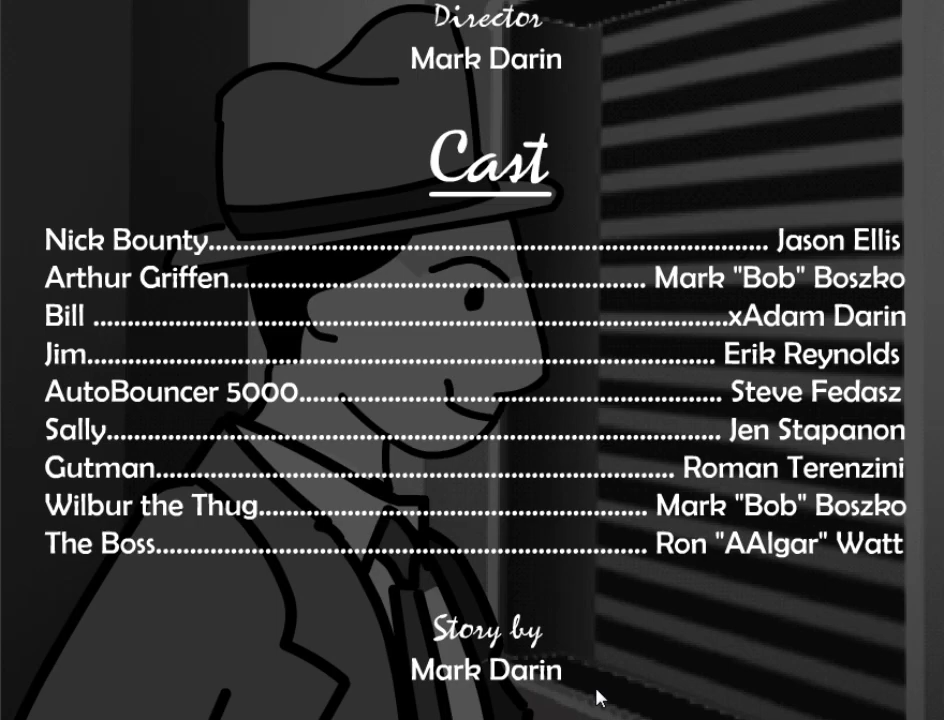 Director
Mark Darin
Cast
Nick Bounty.......................................................................................... Jason Ellis
Arthur Griffen................................................................... Mark "Bob" Boszko
Bill .....................................................................................................xAdam Darin
Jim.................................................................................................... Erik Reynolds
AutoBouncer 5000.................................................................... Steve Fedasz
Sally.................................................................................................. Jen Stapanon
Gutman................................................................................... Roman Terenzini
Wilbur the Thug.............................................................. Mark "Bob" Boszko
The Boss.............................................................................. Ron "AAlgar" Watt
Story by
Mark Darin